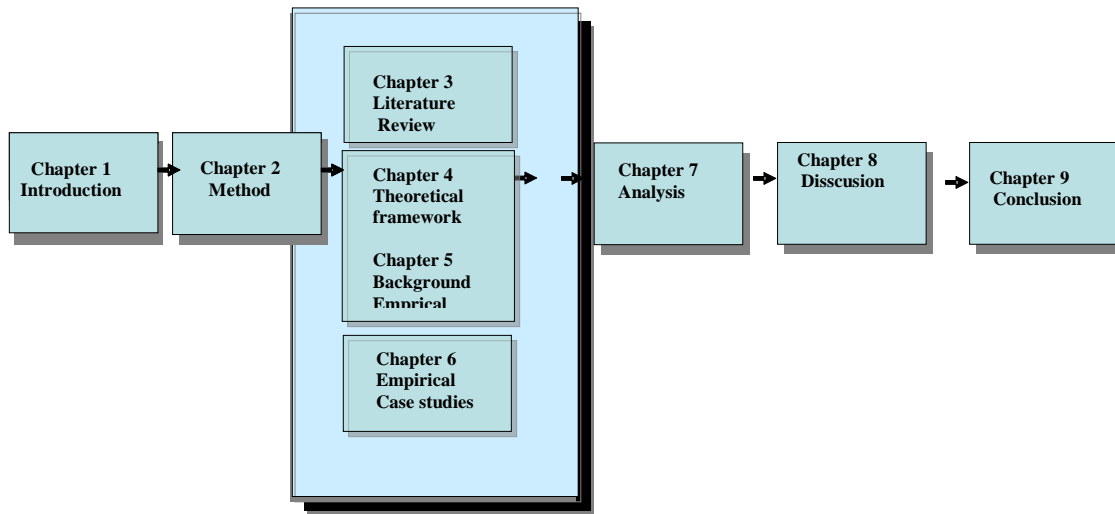 Chapter 1
Introduction
Chapter 2
Method
Chapter 3
Literature
Review
Chapter 4
Theoretical
framework
Chapter 5
Background
Emprical
Chapter 6
Empirical
Case studies
Chapter 7
Analysis
Chapter 8
Disscusion
Chapter 9
Conclusion